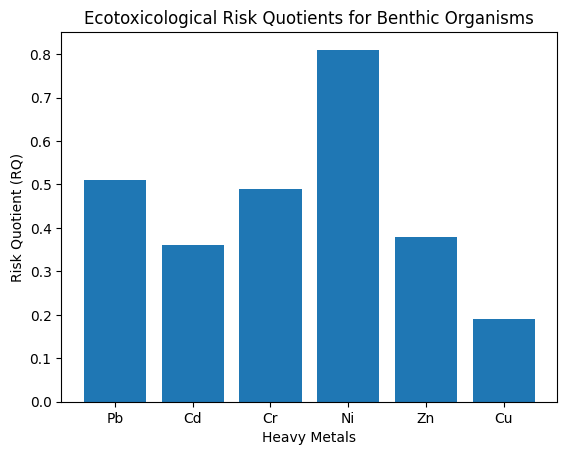 Ecotoxicological Risk Quotients for Benthic Organisms
Risk Quotient (RQ)
0.8
0.7
0.6
0.5
0.4
0.3
0.2
0.1
0.0
Pb Cd Cr Ni Zn Cu
Heavy Metals